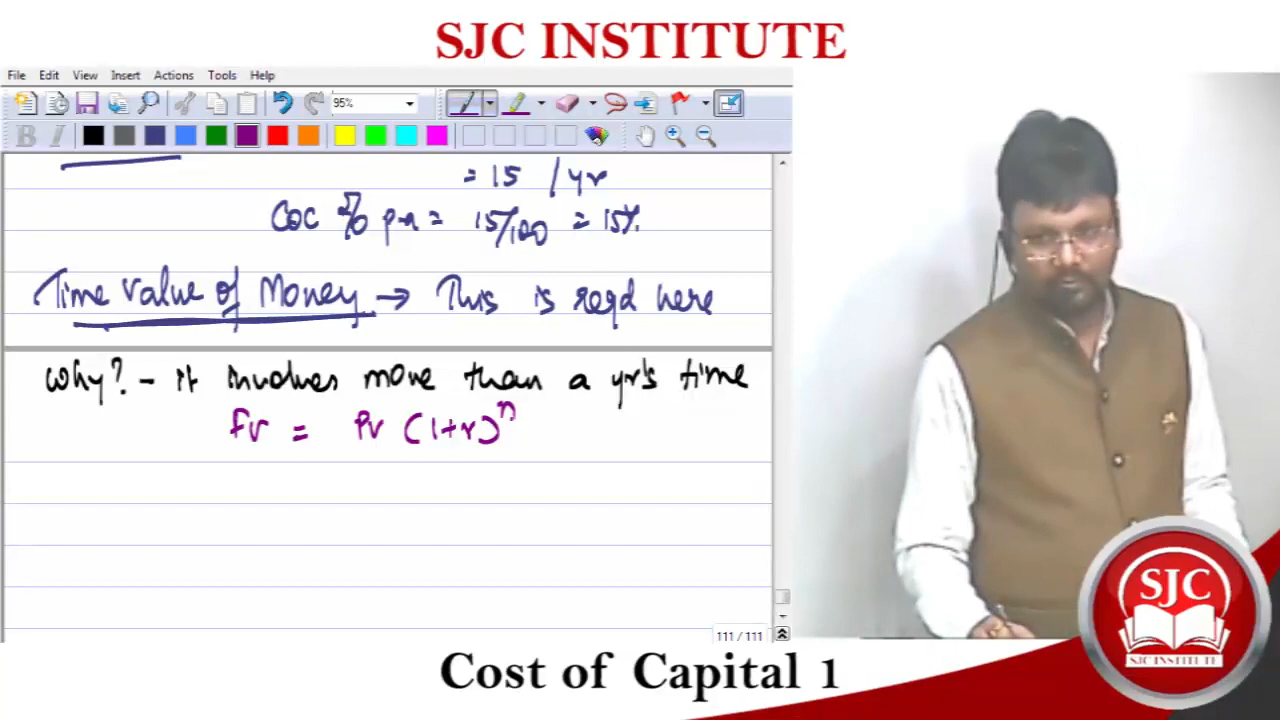 SJC INSTITUTE
File Edit View Insert Actions Tools Help
95%
B I
= 15 /yr
COC % p.a = 15/100 = 15%
Time Value of Money → This is reqd here
Why? - it involves more than a yr's time
FV = PV (1+r)^n
111 / 111
SJC
SJC INSTITUTE
Cost of Capital 1